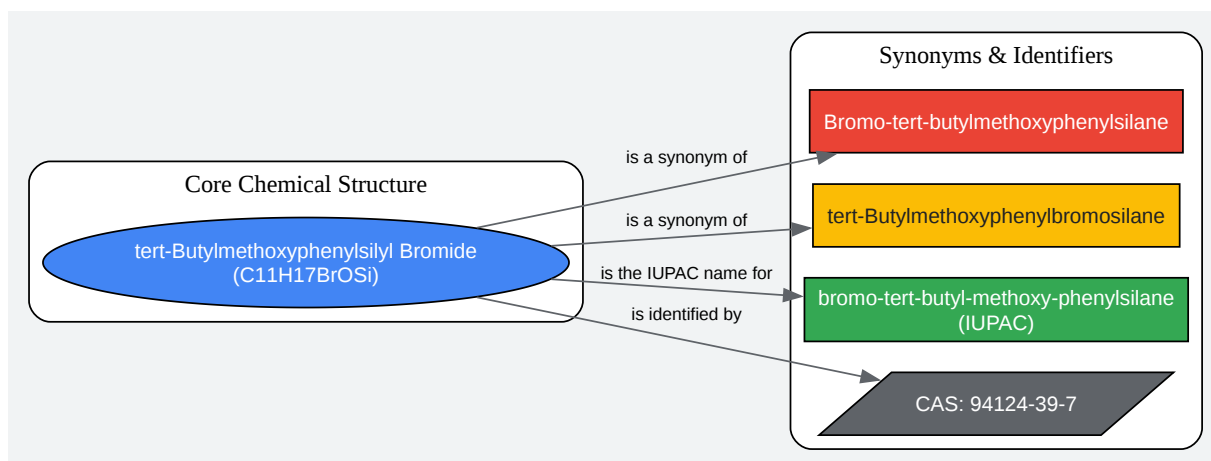 Synonyms & Identifiers
Bromo-tert-butylmethoxyphenylsilane
is a synonym of
Core Chemical Structure
tert-Butylmethoxyphenylsilyl Bromide
(C11H17BrOSi)
is a synonym of
tert-Butylmethoxyphenylbromosilane
is the IUPAC name for
bromo-tert-butyl-methoxy-phenylsilane
(IUPAC)
is identified by
CAS: 94124-39-7